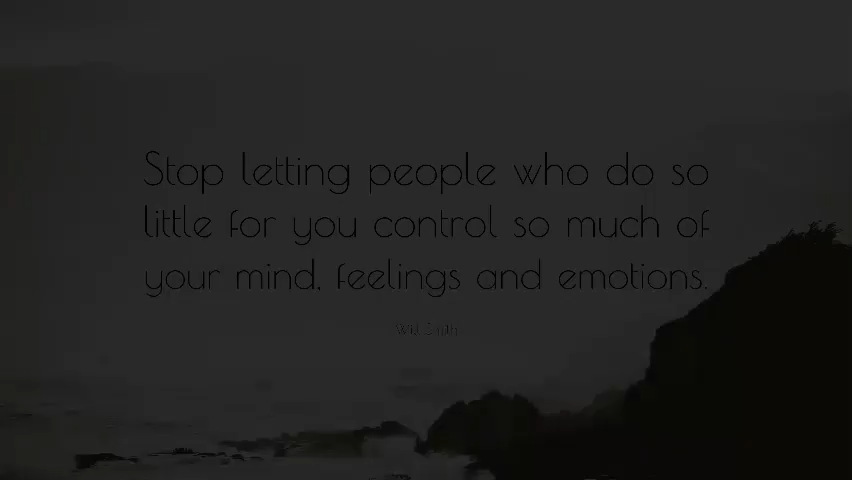 Stop letting people who do so
little for you control so much of
your mind, feelings and emotions.